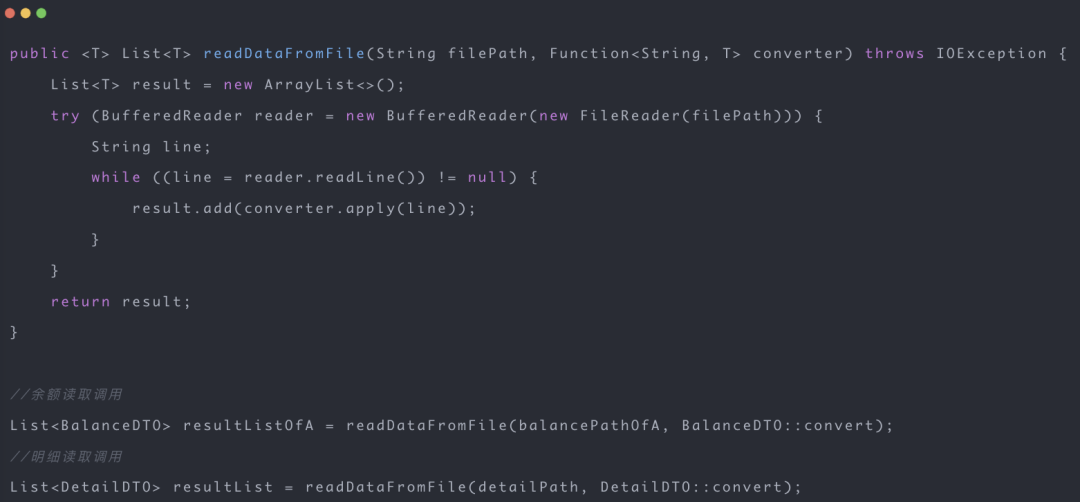 public <T> List<T> readDataFromFile(String filePath, Function<String, T> converter) throws IOException {
    List<T> result = new ArrayList<>();
    try (BufferedReader reader = new BufferedReader(new FileReader(filePath))) {
        String line;
        while ((line = reader.readLine()) != null) {
            result.add(converter.apply(line));
        }
    }
    return result;
}
//余额读取调用
List<BalanceDTO> resultListOfA = readDataFromFile(balancePathOfA, BalanceDTO::convert);
//明细读取调用
List<DetailDTO> resultList = readDataFromFile(detailPath, DetailDTO::convert);